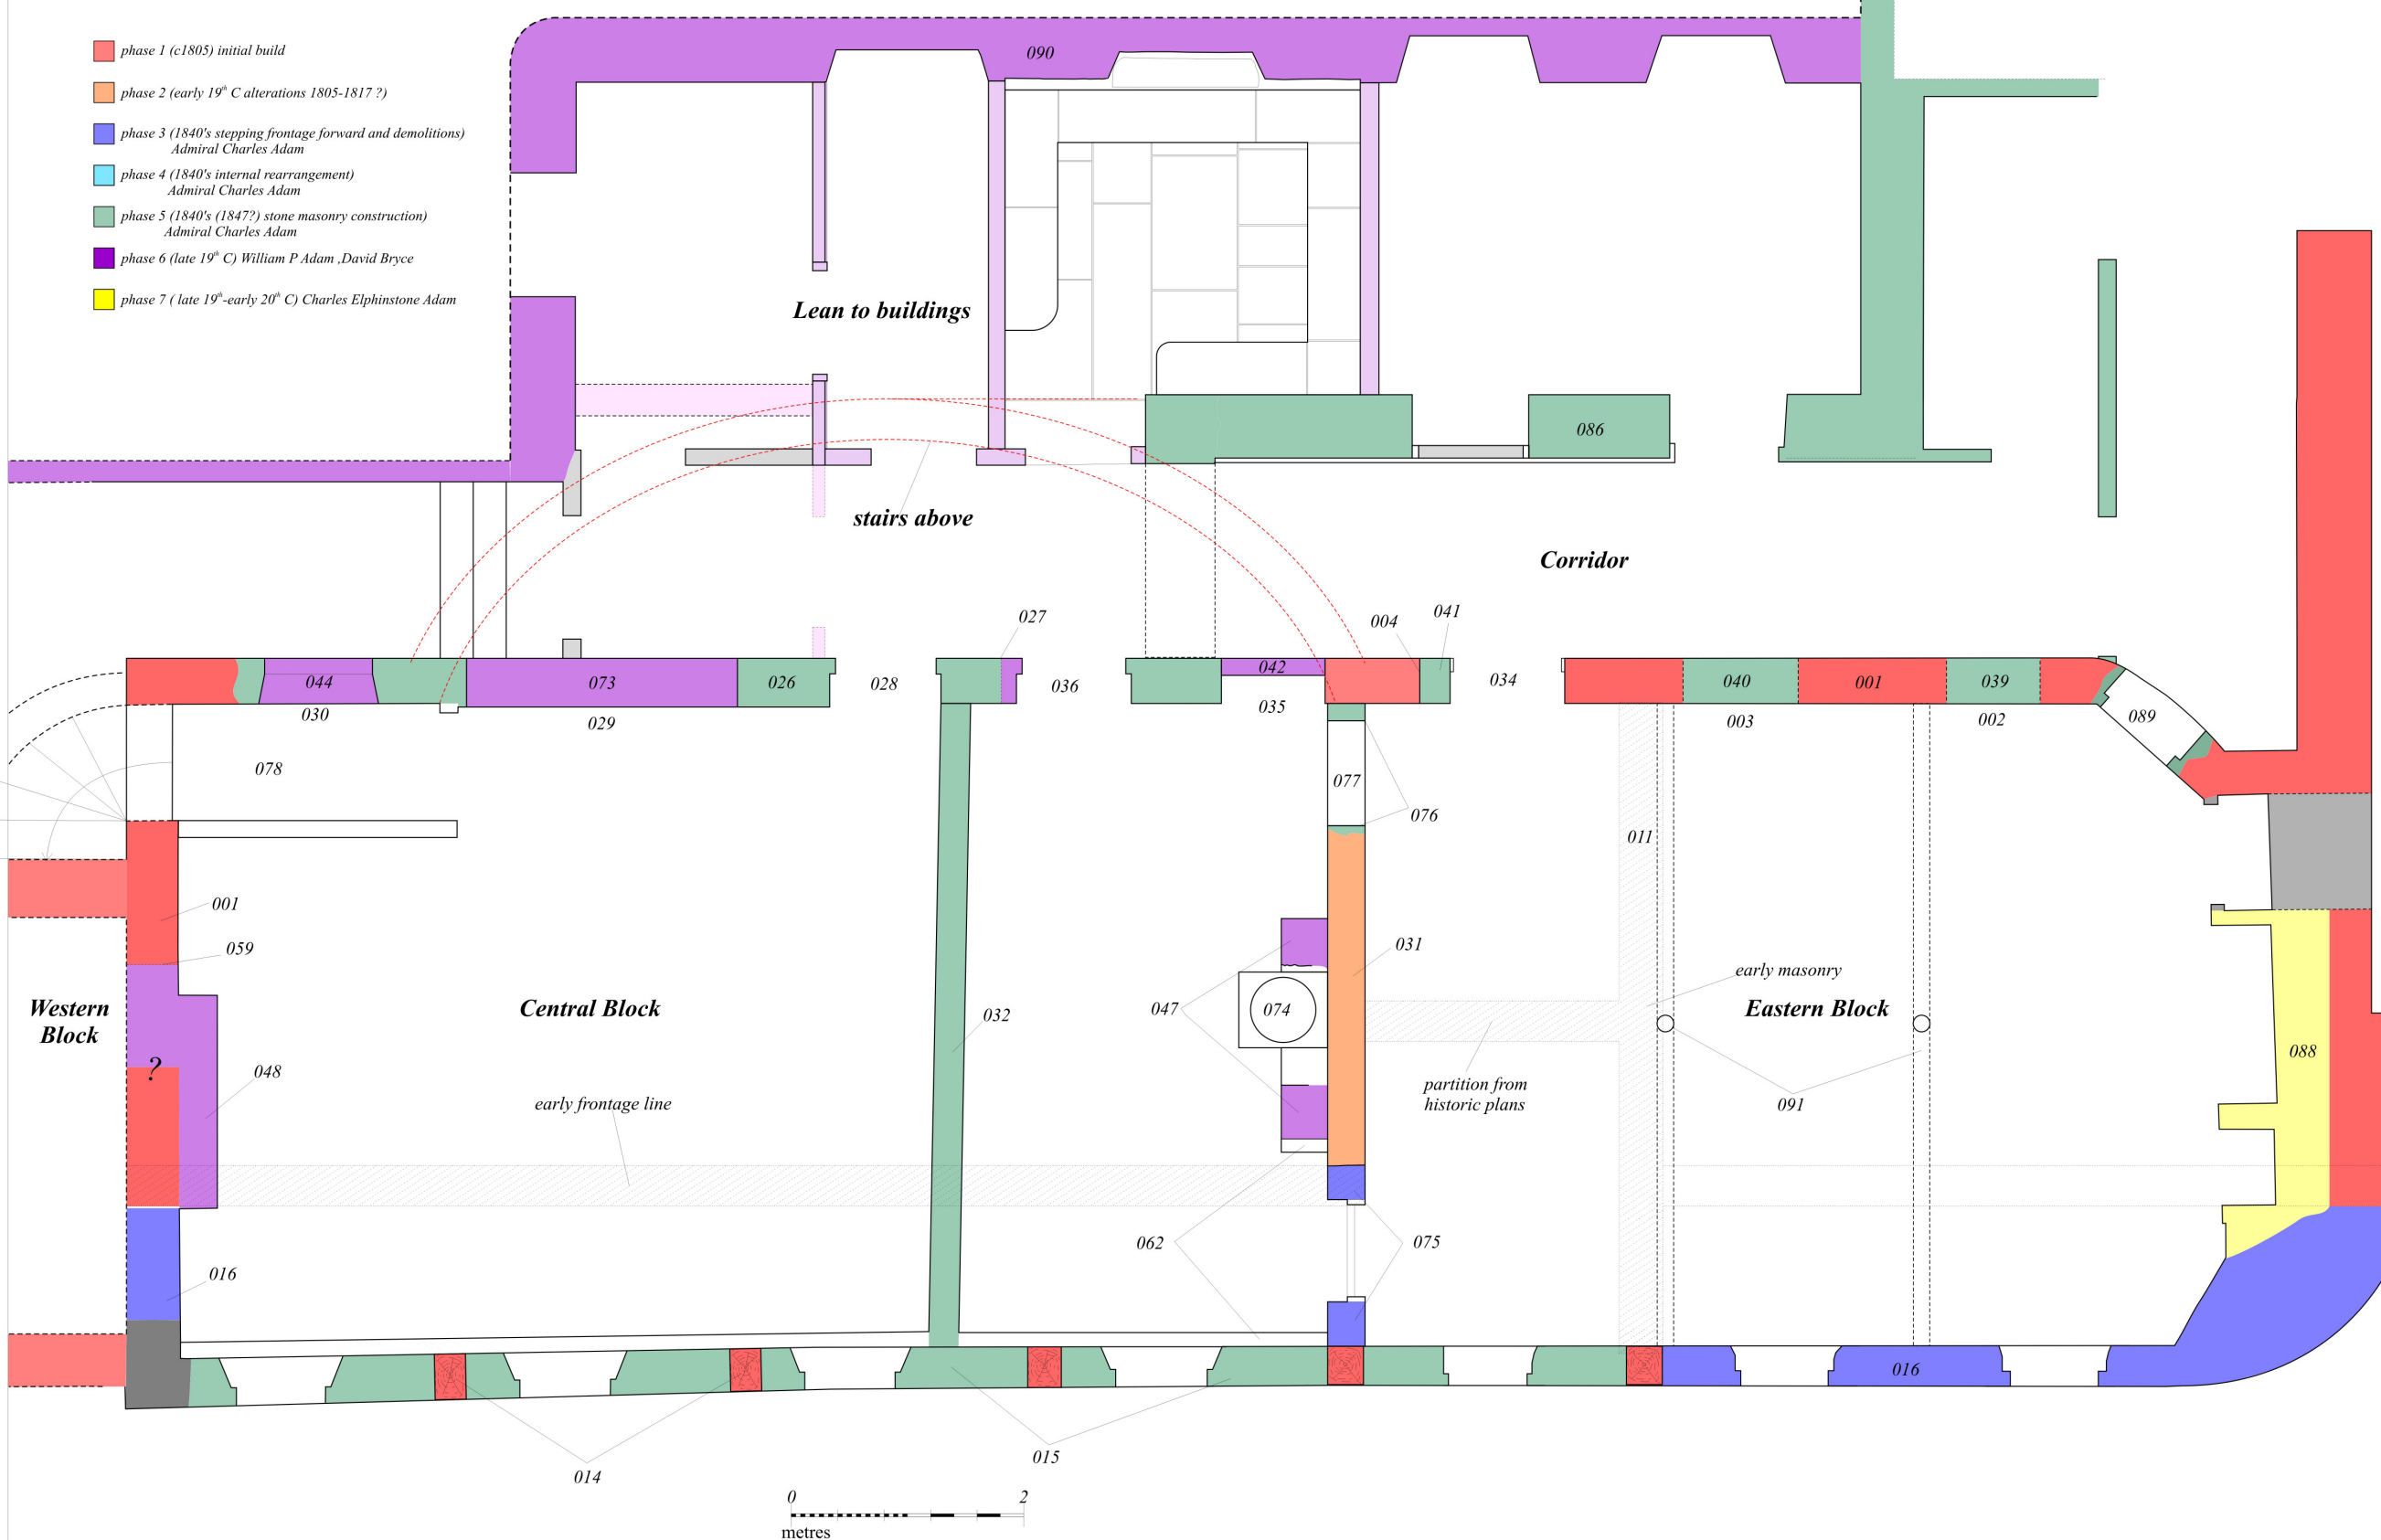 phase 1 (c1805) initial build
phase 2 (early 19th C alterations 1805-1817 ?)
phase 3 (1840's stepping frontage forward and demolitions)
Admiral Charles Adam
phase 4 (1840's internal rearrangement)
Admiral Charles Adam
phase 5 (1840's (1847?) stone masonry construction)
Admiral Charles Adam
phase 6 (late 19th C) William P Adam ,David Bryce
phase 7 ( late 19th-early 20th C) Charles Elphinstone Adam
090
Lean to buildings
086
stairs above
Corridor
027
004
041
044
073
026
028
036
042
034
040
001
039
030
029
035
003
002
089
078
077
076
011
001
059
031
early masonry
Western
Block
Central Block
032
047
074
Eastern Block
?
048
088
early frontage line
partition from
historic plans
091
062
075
016
016
014
015
0
2
metres